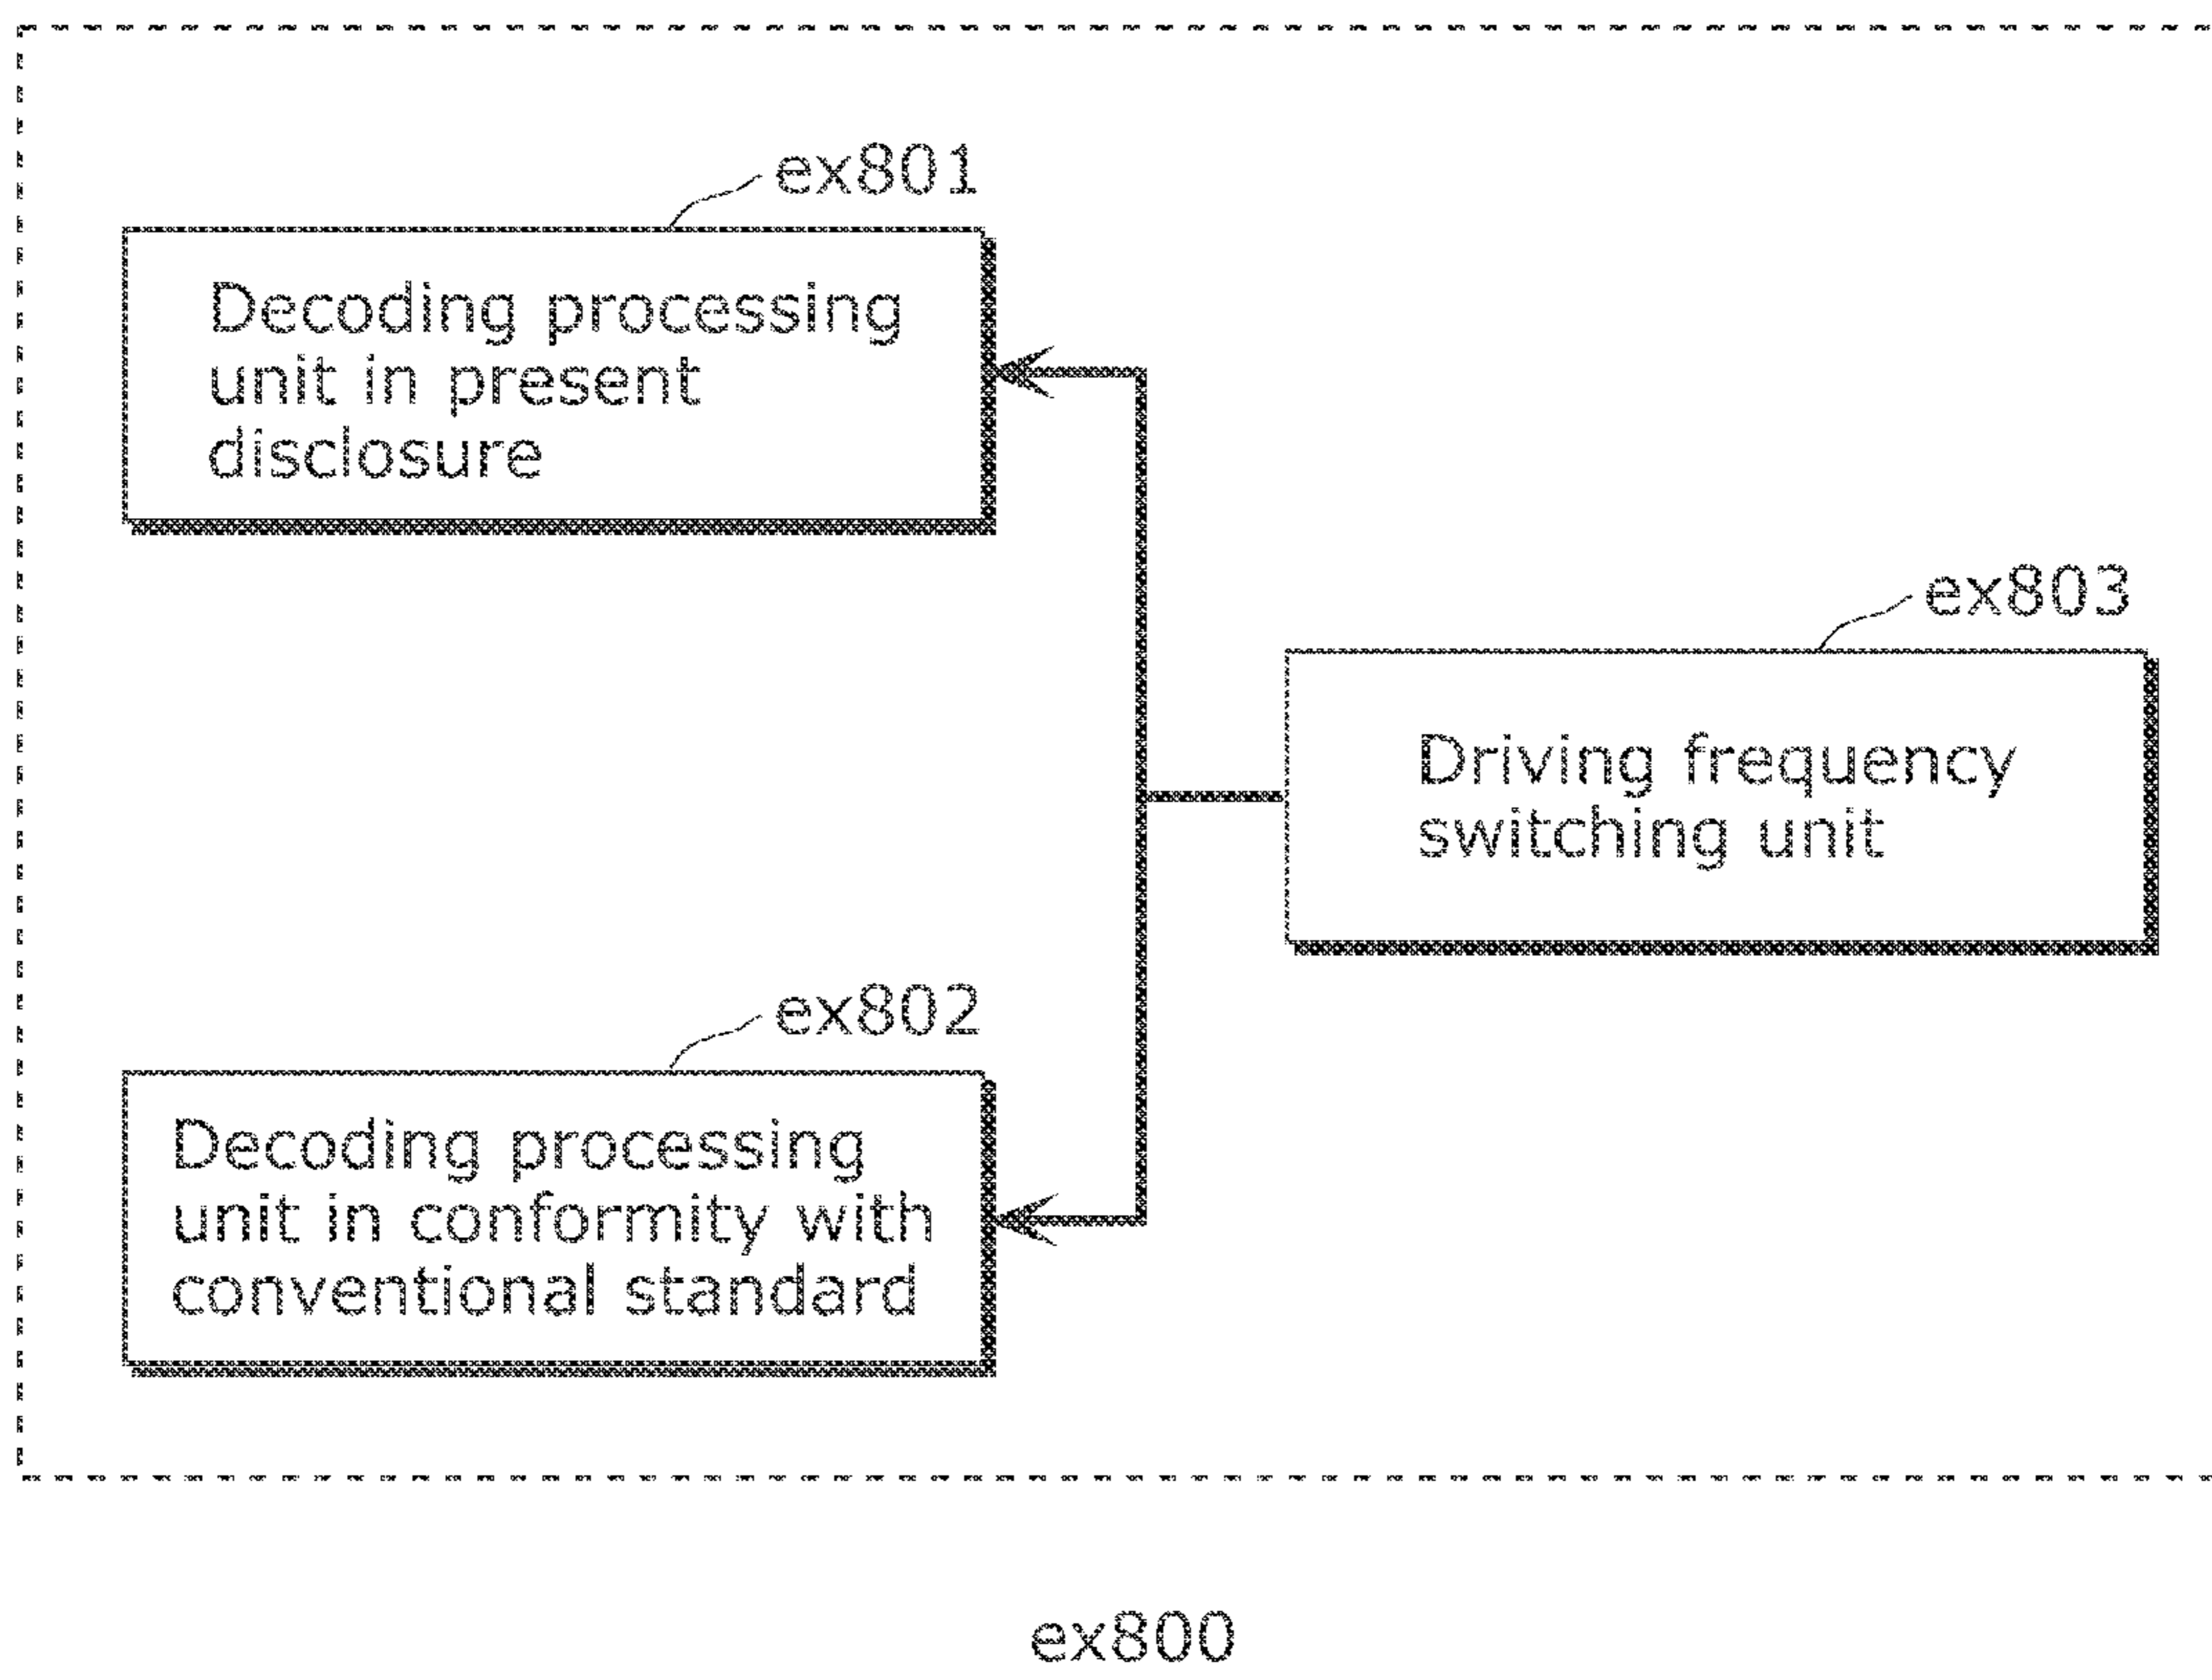 ex801
Decoding processing
unit in present
disclosure
ex803
Driving frequency
switching unit
ex802
Decoding processing
unit in conformity with
conventional standard
ex800